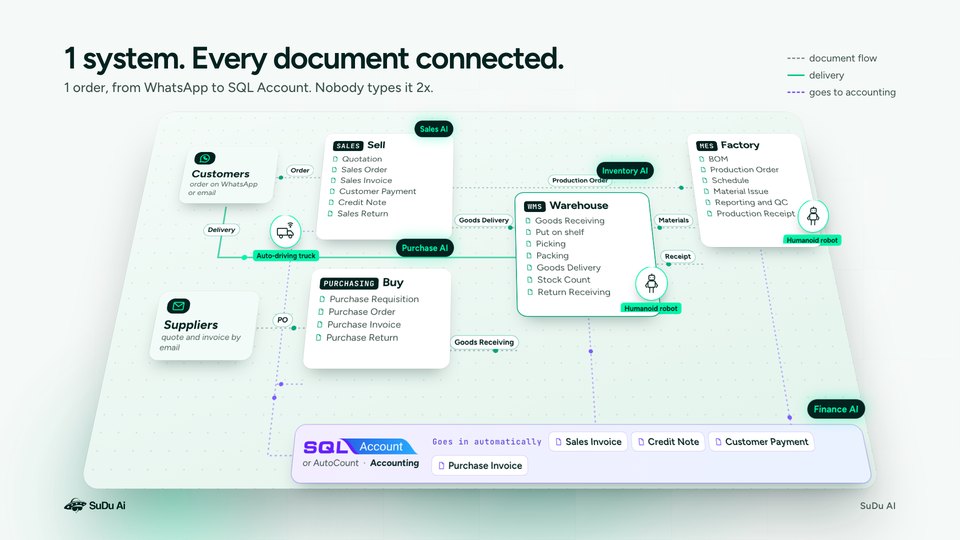 1 system. Every document connected.
1 order, from WhatsApp to SQL Account. Nobody types it 2x.
document flow
delivery
goes to accounting
Sales AI
SALES Sell
Quotation
Sales Order
Sales Invoice
Customer Payment
Credit Note
Sales Return
Customers
order on WhatsApp
or email
Order
Delivery
Auto-driving truck
Purchase AI
PURCHASING Buy
Purchase Requisition
Purchase Order
Purchase Invoice
Purchase Return
Suppliers
quote and invoice by
email
PO
Goods Receiving
Goods Delivery
Production Order
Inventory AI
WMS Warehouse
Goods Receiving
Put on shelf
Picking
Packing
Goods Delivery
Stock Count
Return Receiving
Humanoid robot
Materials
Receipt
MES Factory
BOM
Production Order
Schedule
Material Issue
Reporting and QC
Production Receipt
Humanoid robot
Finance AI
SQL Account
or AutoCount · Accounting
Goes in automatically
Sales Invoice
Credit Note
Customer Payment
Purchase Invoice
SuDu Ai
SuDu AI